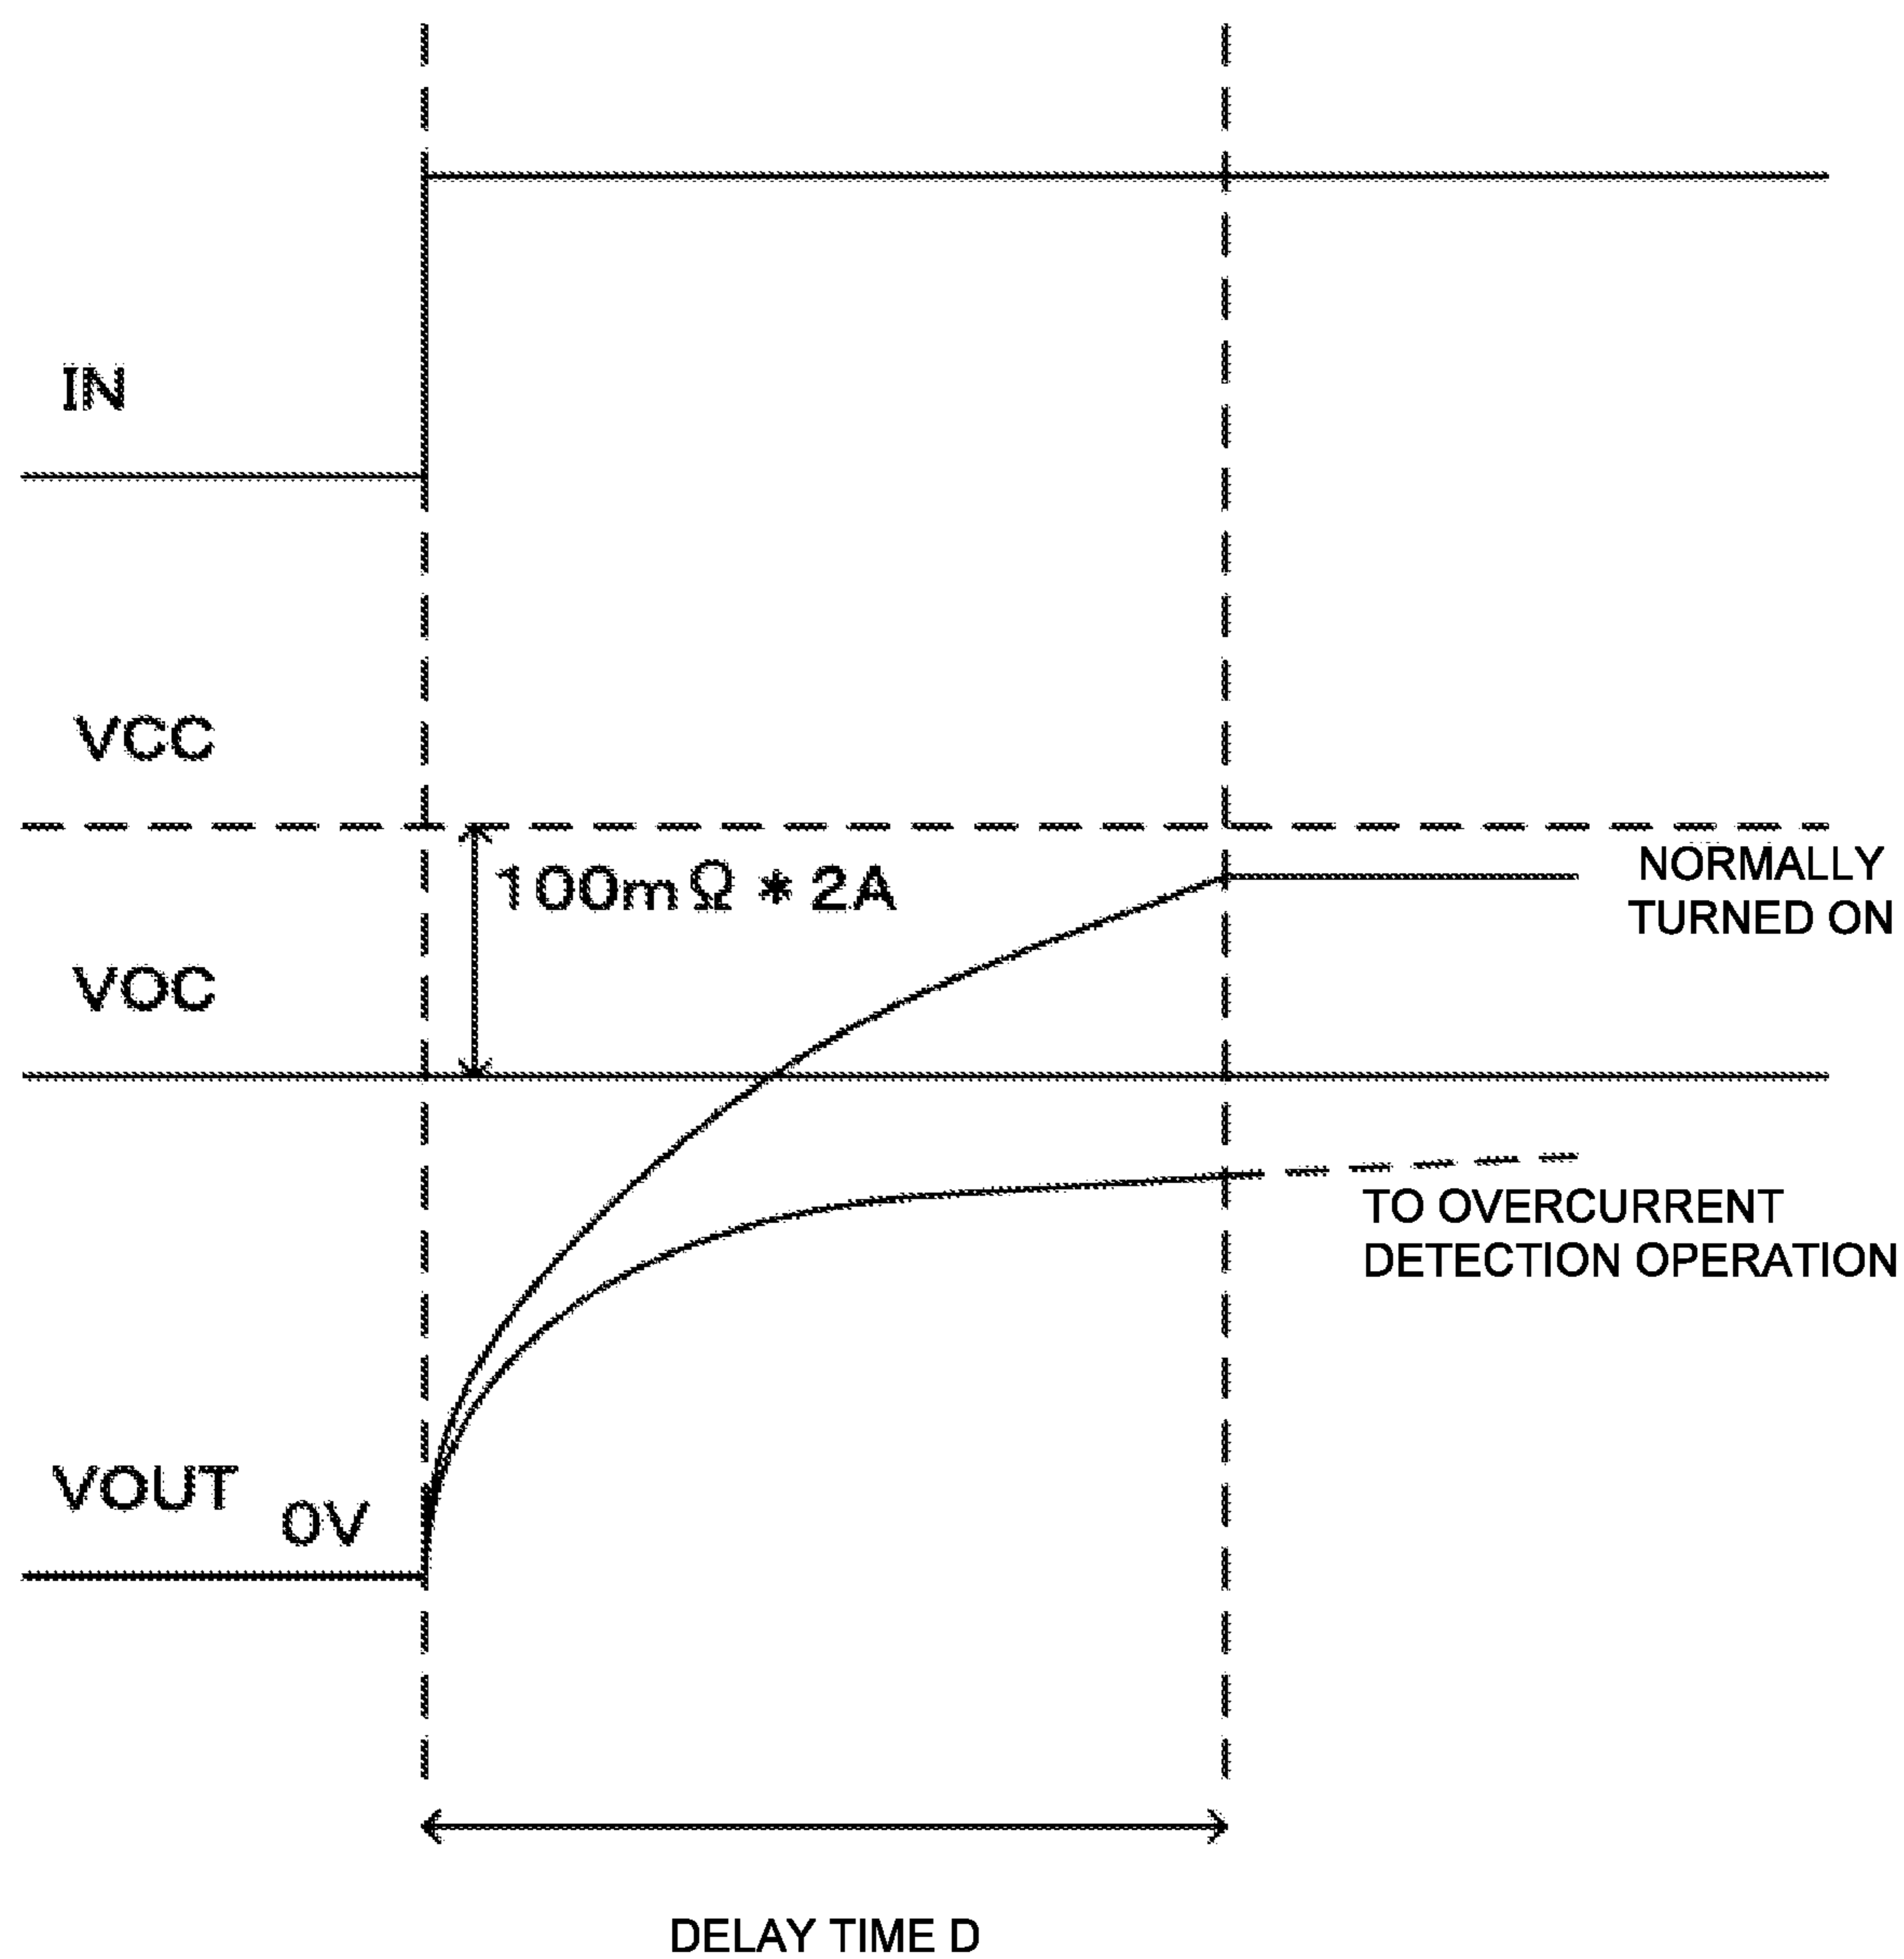 IN
VCC
100mΩ * 2A
NORMALLY
TURNED ON
VOC
TO OVERCURRENT
DETECTION OPERATION
VOUT
0V
DELAY TIME D